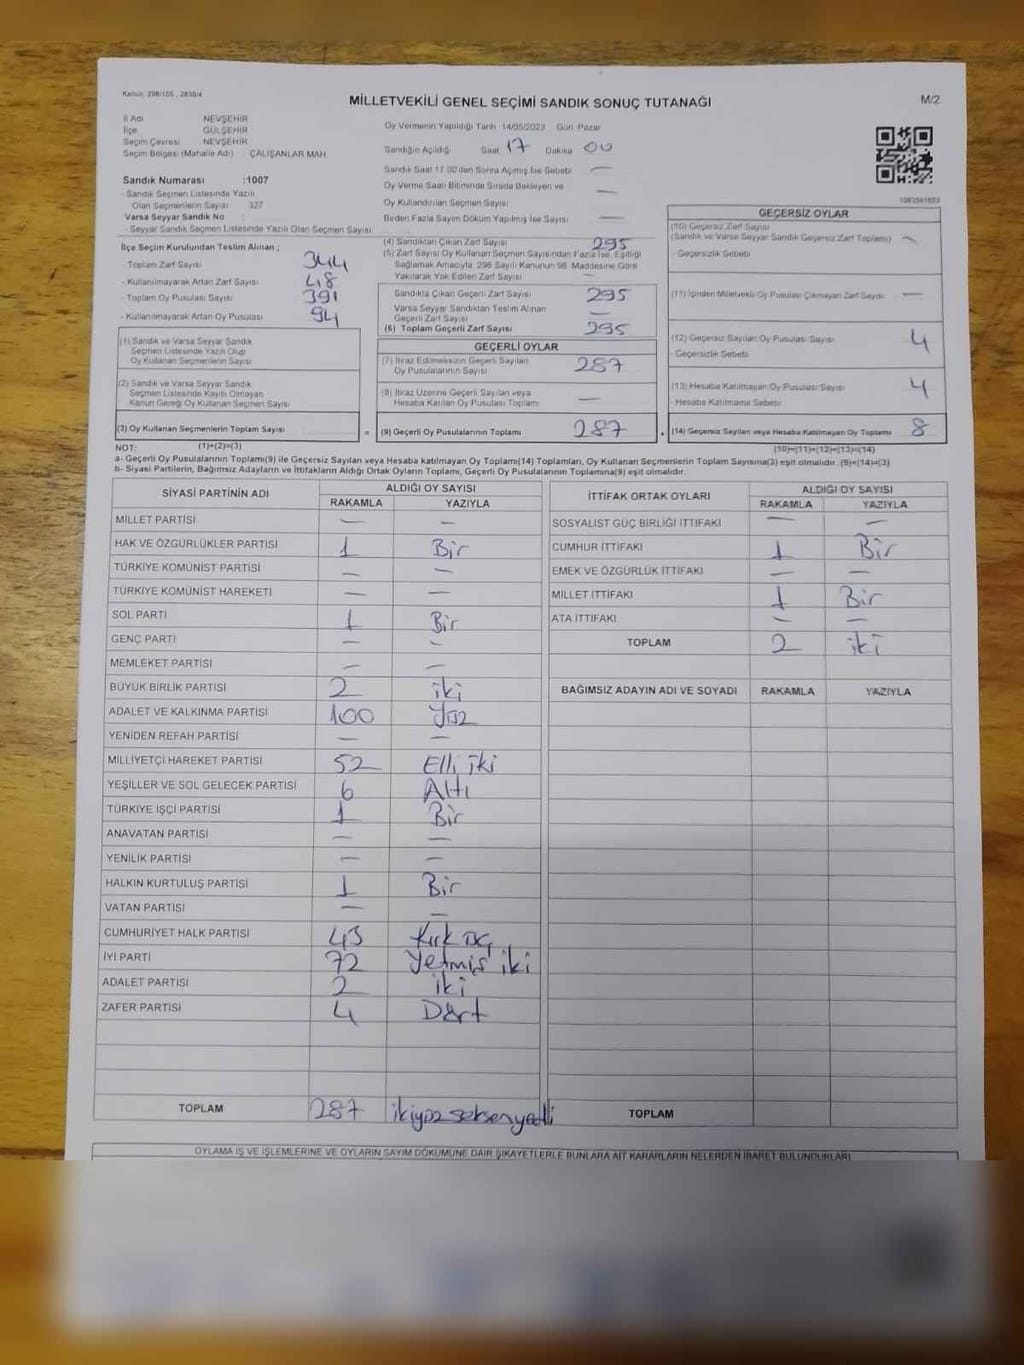 Kanun: 298/105 , 2839/4
MİLLETVEKİLİ GENEL SEÇİMİ SANDIK SONUÇ TUTANAĞI
M/2
İl Adı NEVŞEHİR
İlçe GÜLŞEHİR
Seçim Çevresi NEVŞEHİR
Seçim Bölgesi (Mahalle Adı) ÇALIŞANLAR MAH.
Oy Vermenin Yapıldığı Tarih 14/05/2023 Gün Pazar
Sandığın Açıldığı Saat 17 Dakika 00
Sandık Saat 17:00'den Sonra Açılmış İse Sebebi —
Oy Verme Saati Bitiminde Sırada Bekleyen ve
Oy Kullandırılan Seçmen Sayısı —
Birden Fazla Sayım Döküm Yapılmış İse Sayısı —
Sandık Numarası :1007
- Sandık Seçmen Listesinde Yazılı
Olan Seçmenlerin Sayısı 327
Varsa Seyyar Sandık No :
- Seyyar Sandık Seçmen Listesinde Yazılı Olan Seçmen Sayısı
İlçe Seçim Kurulundan Teslim Alınan ;
- Toplam Zarf Sayısı 344
- Kullanılmayarak Artan Zarf Sayısı 48
- Toplam Oy Pusulası Sayısı 391
- Kullanılmayarak Artan Oy Pusulası 94
(1) Sandık ve Varsa Seyyar Sandık
Seçmen Listesinde Yazılı Olup
Oy Kullanan Seçmenlerin Sayısı
(2) Sandık ve Varsa Seyyar Sandık
Seçmen Listesinde Kayıtlı Olmayan
Kanun Gereği Oy Kullanan Seçmen Sayısı
(3) Oy Kullanan Seçmenlerin Toplam Sayısı
(4) Sandıktan Çıkan Zarf Sayısı 295
(5) Zarf Sayısı Oy Kullanan Seçmen Sayısından Fazla İse, Eşitliği
Sağlamak Amacıyla 298 Sayılı Kanunun 98. Maddesine Göre
Yakılarak Yok Edilen Zarf Sayısı —
Sandıkta Çıkan Geçerli Zarf Sayısı 295
Varsa Seyyar Sandıktan Teslim Alınan
Geçerli Zarf Sayısı —
(6) Toplam Geçerli Zarf Sayısı 295
GEÇERLİ OYLAR
(7) İtiraz Edilmeksizin Geçerli Sayılan
Oy Pusulalarının Sayısı 287
(8) İtiraz Üzerine Geçerli Sayılan veya
Hesaba Katılan Oy Pusulası Toplamı —
= (9) Geçerli Oy Pusulalarının Toplamı 287 +
GEÇERSİZ OYLAR
(10) Geçersiz Zarf Sayısı
(Sandık ve Varsa Seyyar Sandık Geçersiz Zarf Toplamı) —
- Geçersizlik Sebebi
(11) İçinden Milletvekili Oy Pusulası Çıkmayan Zarf Sayısı —
(12) Geçersiz Sayılan Oy Pusulası Sayısı 4
- Geçersizlik Sebebi
(13) Hesaba Katılmayan Oy Pusulası Sayısı 4
- Hesaba Katılmama Sebebi
(14) Geçersiz Sayılan veya Hesaba Katılmayan Oy Toplamı 8
NOT: (1)+(2)=(3) (10)+(11)+(12)+(13)=(14)
a- Geçerli Oy Pusulalarının Toplamı(9) ile Geçersiz Sayılan veya Hesaba katılmayan Oy Toplamı(14) Toplamları, Oy Kullanan Seçmenlerin Toplam Sayısına(3) eşit olmalıdır. (9)+(14)=(3)
b- Siyasi Partilerin, Bağımsız Adayların ve İttifakların Aldığı Ortak Oyların Toplamı, Geçerli Oy Pusulalarının Toplamına(9) eşit olmalıdır.
SİYASİ PARTİNİN ADI ALDIĞI OY SAYISI
RAKAMLA YAZIYLA
MİLLET PARTİSİ — —
HAK VE ÖZGÜRLÜKLER PARTİSİ 1 Bir
TÜRKİYE KOMÜNİST PARTİSİ — —
TÜRKİYE KOMÜNİST HAREKETİ — —
SOL PARTİ 1 Bir
GENÇ PARTİ — —
MEMLEKET PARTİSİ — —
BÜYÜK BİRLİK PARTİSİ 2 iki
ADALET VE KALKINMA PARTİSİ 100 Yüz
YENİDEN REFAH PARTİSİ — —
MİLLİYETÇİ HAREKET PARTİSİ 52 Elli iki
YEŞİLLER VE SOL GELECEK PARTİSİ 6 Altı
TÜRKİYE İŞÇİ PARTİSİ 1 Bir
ANAVATAN PARTİSİ — —
YENİLİK PARTİSİ — —
HALKIN KURTULUŞ PARTİSİ 1 Bir
VATAN PARTİSİ — —
CUMHURİYET HALK PARTİSİ 43 Kırk üç
İYİ PARTİ 72 Yetmiş iki
ADALET PARTİSİ 2 iki
ZAFER PARTİSİ 4 Dört
TOPLAM 287 ikiyüz seksenyedi
İTTİFAK ORTAK OYLARI ALDIĞI OY SAYISI
RAKAMLA YAZIYLA
SOSYALİST GÜÇ BİRLİĞİ İTTİFAKI — —
CUMHUR İTTİFAKI 1 Bir
EMEK VE ÖZGÜRLÜK İTTİFAKI — —
MİLLET İTTİFAKI 1 Bir
ATA İTTİFAKI — —
TOPLAM 2 iki
BAĞIMSIZ ADAYIN ADI VE SOYADI RAKAMLA YAZIYLA
TOPLAM
OYLAMA İŞ VE İŞLEMLERİNE VE OYLARIN SAYIM DÖKÜMÜNE DAİR ŞİKAYETLERLE BUNLARA AİT KARARLARIN NELERDEN İBARET BULUNDUKLARI